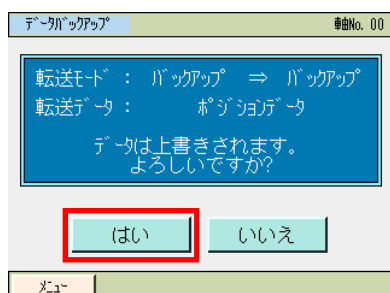 ﾃﾞｰﾀﾊﾞｯｸｱｯﾌﾟ 軸No. 00
転送ﾓｰﾄﾞ : ﾊﾞｯｸｱｯﾌﾟ ⇒ ﾊﾞｯｸｱｯﾌﾟ
転送ﾃﾞｰﾀ : ﾎﾟｼﾞｼｮﾝﾃﾞｰﾀ
ﾃﾞｰﾀは上書きされます。
よろしいですか?
はい いいえ
ﾒﾆｭｰ